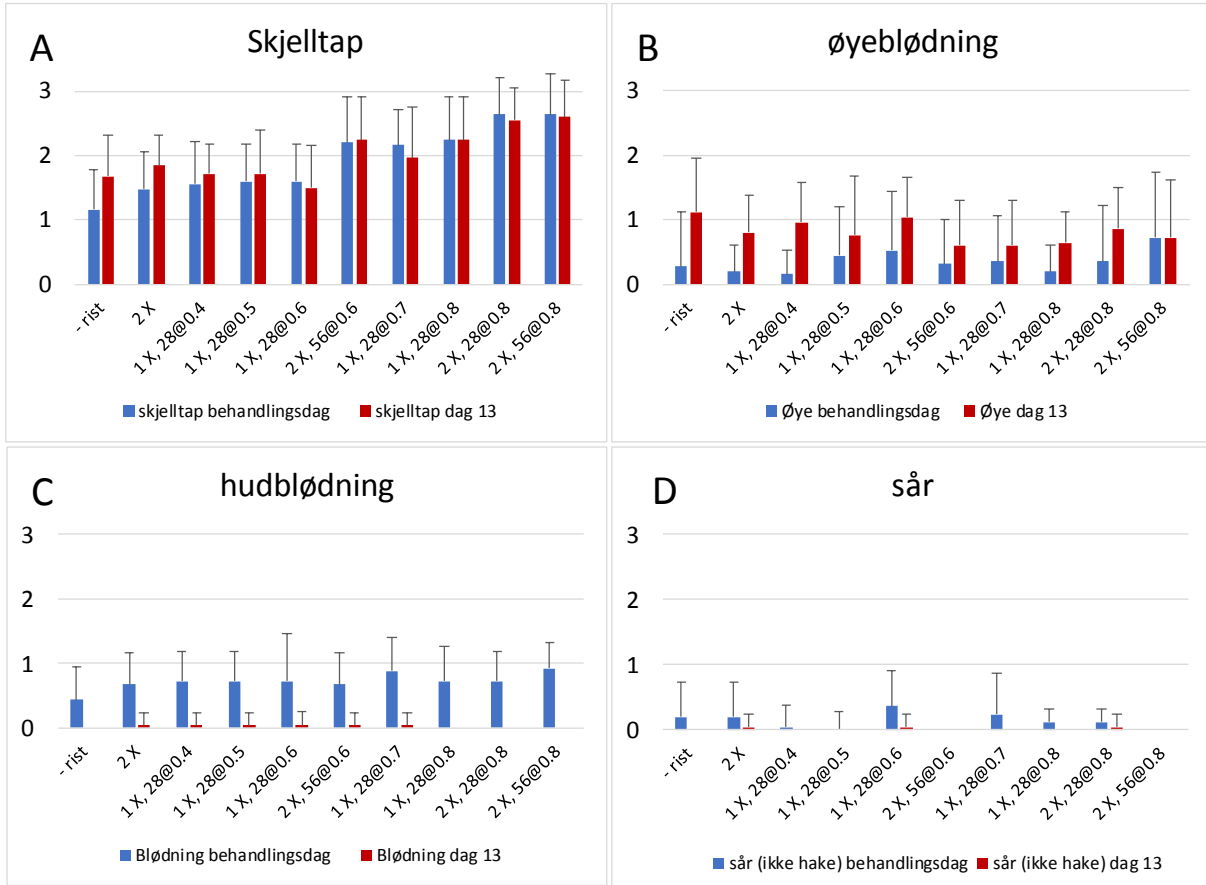 A
Skjelltap
3
2
1
0
- rist
2 X
1 X, 28@0.4
1 X, 28@0.5
1 X, 28@0.6
2 X, 56@0.6
1 X, 28@0.7
1 X, 28@0.8
2 X, 28@0.8
2 X, 56@0.8
skjelltap behandlingsdag skjelltap dag 13
B
øyeblødning
3
2
1
0
- rist
2 X
1 X, 28@0.4
1 X, 28@0.5
1 X, 28@0.6
2 X, 56@0.6
1 X, 28@0.7
1 X, 28@0.8
2 X, 28@0.8
2 X, 56@0.8
Øye behandlingsdag Øye dag 13
C
hudblødning
3
2
1
0
- rist
2 X
1 X, 28@0.4
1 X, 28@0.5
1 X, 28@0.6
2 X, 56@0.6
1 X, 28@0.7
1 X, 28@0.8
2 X, 28@0.8
2 X, 56@0.8
Blødning behandlingsdag Blødning dag 13
D
sår
3
2
1
0
- rist
2 X
1 X, 28@0.4
1 X, 28@0.5
1 X, 28@0.6
2 X, 56@0.6
1 X, 28@0.7
1 X, 28@0.8
2 X, 28@0.8
2 X, 56@0.8
sår (ikke hake) behandlingsdag sår (ikke hake) dag 13